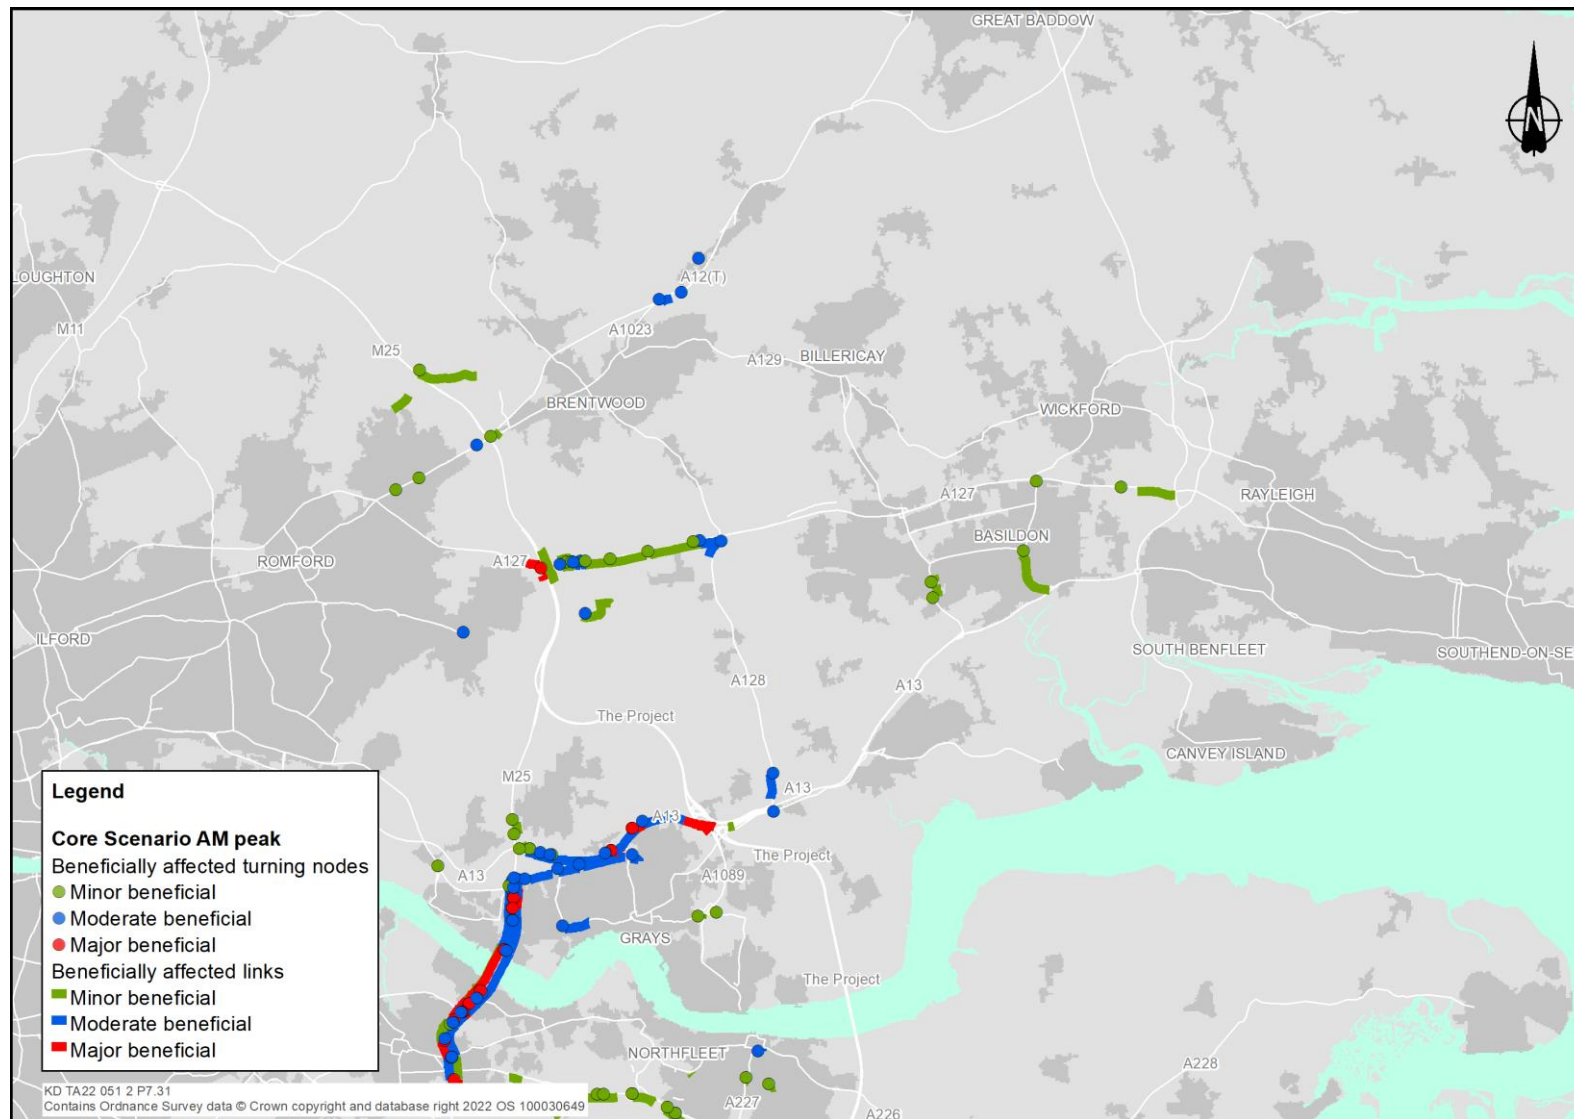 GREAT BADDOW
N
LOUGHTON
A12(T)
M11
A1023
M25
A129
BILLERICAY
BRENTWOOD
WICKFORD
A127
RAYLEIGH
BASILDON
ROMFORD
A127
ILFORD
SOUTH BENFLEET
SOUTHEND-ON-SE
A128
A13
The Project
CANVEY ISLAND
M25
A13
A13
The Project
A13
A1089
GRAYS
The Project
NORTHFLEET
A228
A227
A226
Legend
Core Scenario AM peak
Beneficially affected turning nodes
Minor beneficial
Moderate beneficial
Major beneficial
Beneficially affected links
Minor beneficial
Moderate beneficial
Major beneficial
KD TA22 051 2 P7.31
Contains Ordnance Survey data © Crown copyright and database right 2022 OS 100030649